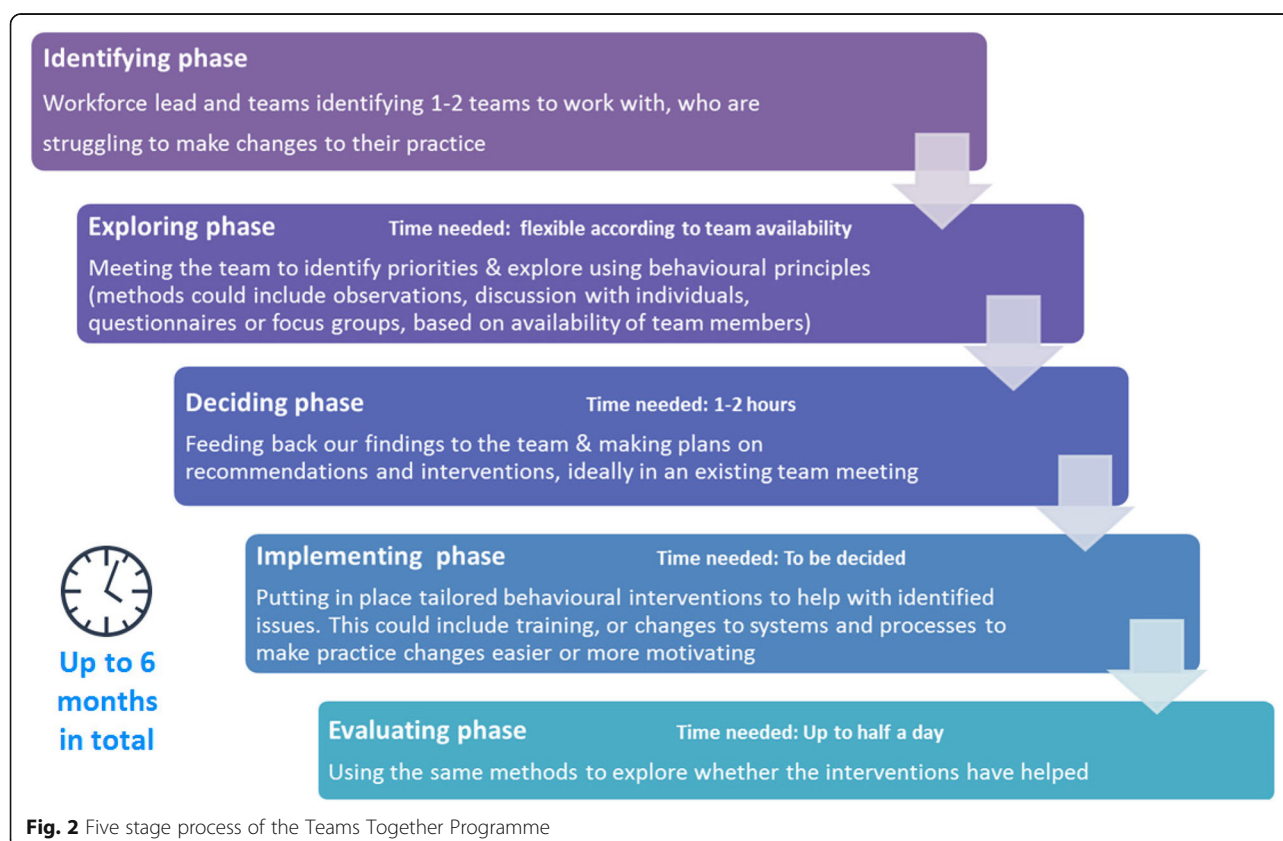 Identifying phase
Workforce lead and teams identifying 1-2 teams to work with, who are
struggling to make changes to their practice
Exploring phase Time needed: flexible according to team availability
Meeting the team to identify priorities & explore using behavioural principles
(methods could include observations, discussion with individuals,
questionnaires or focus groups, based on availability of team members)
Deciding phase Time needed: 1-2 hours
Feeding back our findings to the team & making plans on
recommendations and interventions, ideally in an existing team meeting
Implementing phase Time needed: To be decided
Putting in place tailored behavioural interventions to help with identified
issues. This could include training, or changes to systems and processes to
make practice changes easier or more motivating
Up to 6
months
in total
Evaluating phase Time needed: Up to half a day
Using the same methods to explore whether the interventions have helped
Fig. 2 Five stage process of the Teams Together Programme